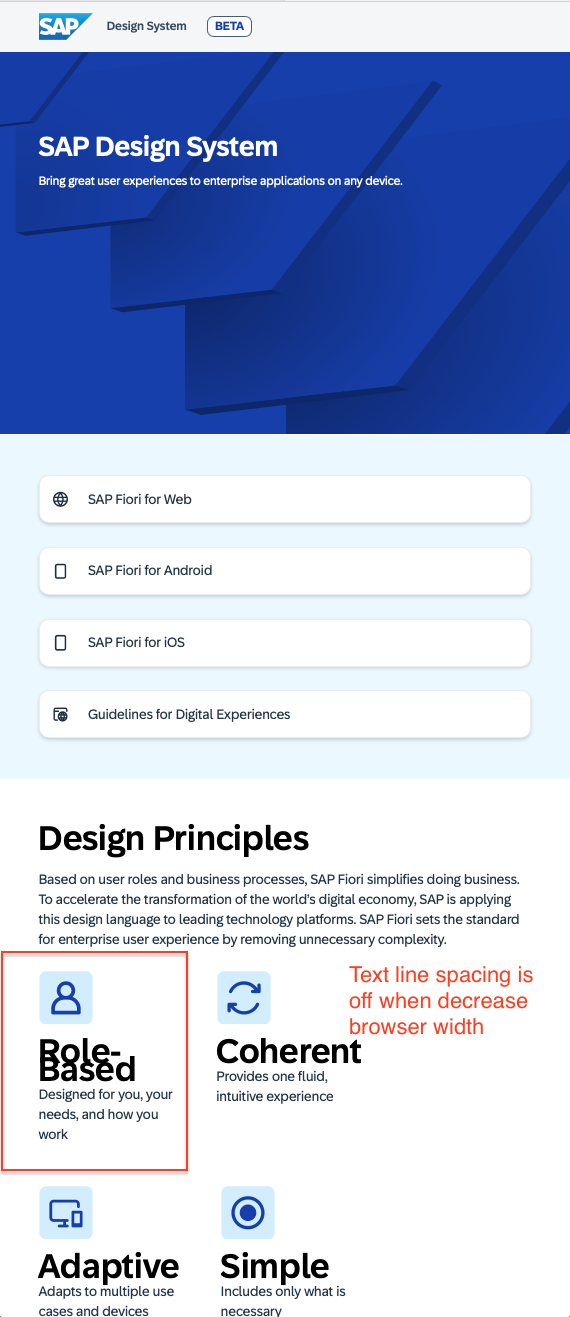 SAP Design System BETA
SAP Design System
Bring great user experiences to enterprise applications on any device.
SAP Fiori for Web
SAP Fiori for Android
SAP Fiori for iOS
Guidelines for Digital Experiences
Design Principles
Based on user roles and business processes, SAP Fiori simplifies doing business.
To accelerate the transformation of the world's digital economy, SAP is applying
this design language to leading technology platforms. SAP Fiori sets the standard
for enterprise user experience by removing unnecessary complexity.
Text line spacing is
off when decrease
browser width
Role-
Based
Designed for you, your
needs, and how you
work
Coherent
Provides one fluid,
intuitive experience
Adaptive
Adapts to multiple use
cases and devices
Simple
Includes only what is
necessary